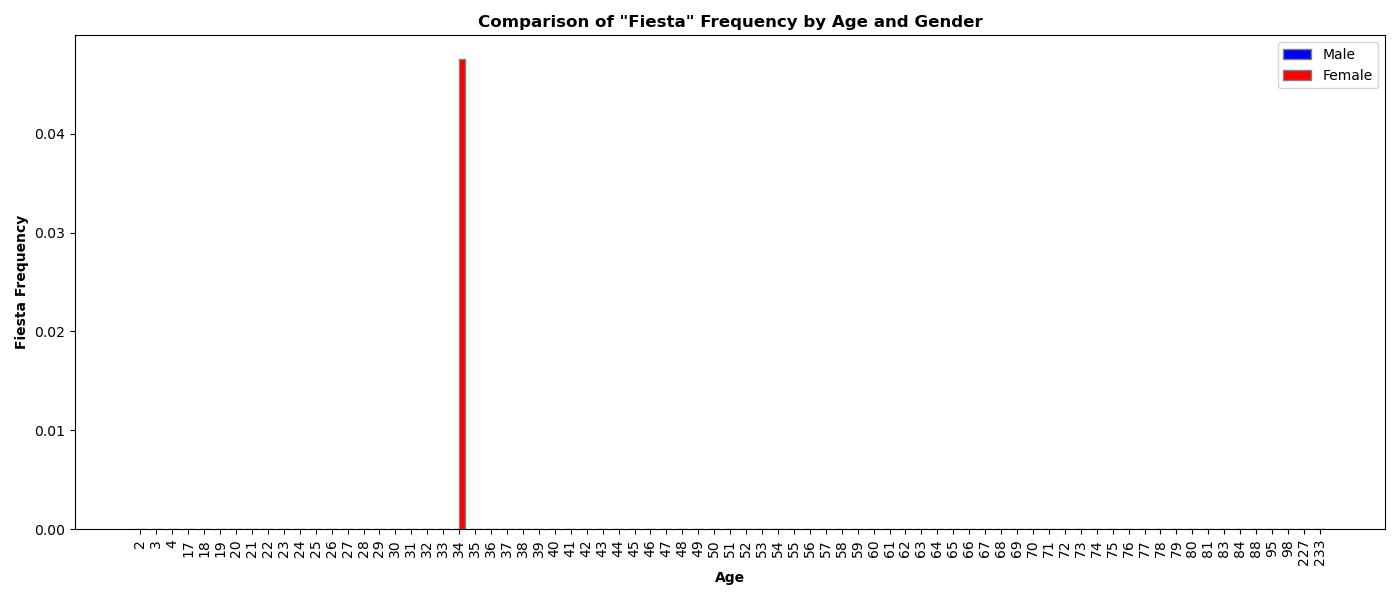 Comparison of "Fiesta" Frequency by Age and Gender
Male
Female
0.04
0.03
0.02
0.01
0.00
Fiesta Frequency
2 3 4 17 18 19 20 21 22 23 24 25 26 27 28 29 30 31 32 33 34 35 36 37 38 39 40 41 42 43 44 45 46 47 48 49 50 51 52 53 54 55 56 57 58 59 60 61 62 63 64 65 66 67 68 69 70 71 72 73 74 75 76 77 78 79 80 81 83 84 88 95 98 227 233
Age